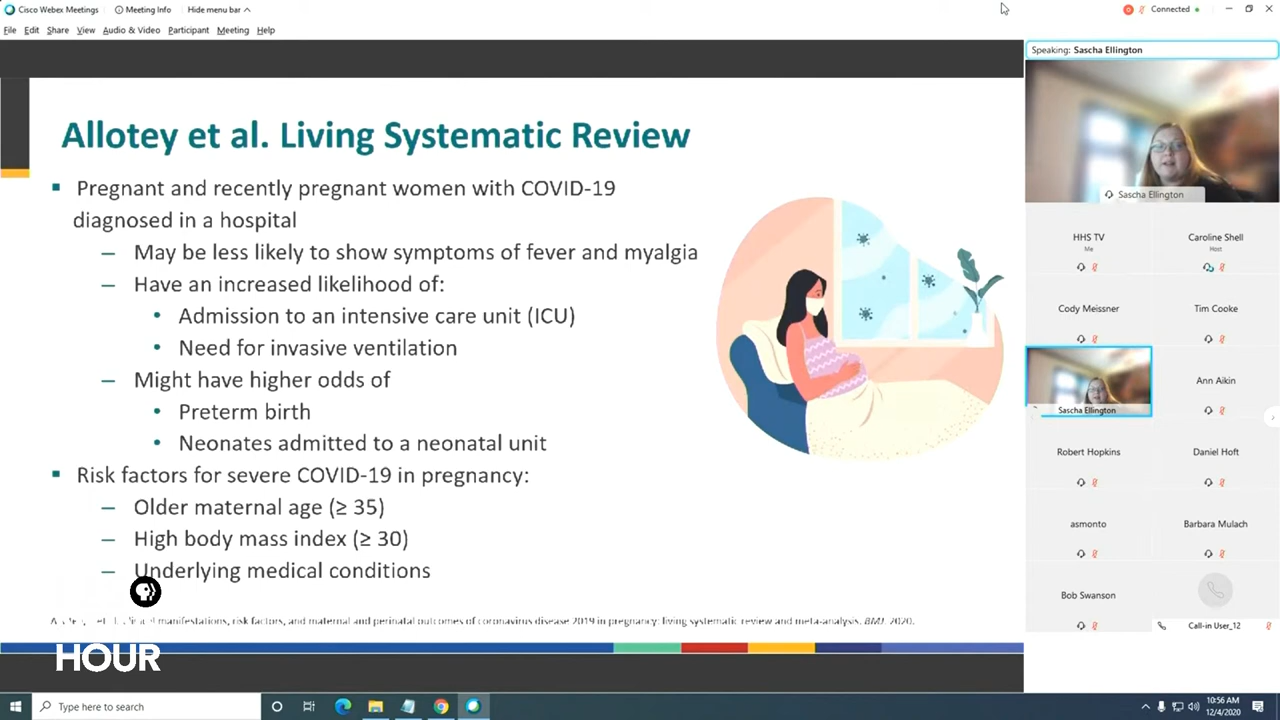 Cisco Webex Meetings
Meeting Info
Hide menu bar
Connected
File Edit Share View Audio & Video Participant Meeting Help
Speaking: Sascha Ellington
Sascha Ellington
HHS TV
Me
Caroline Shell
Host
Cody Meissner
Tim Cooke
Sascha Ellington
Ann Aikin
Robert Hopkins
Daniel Hoft
asmonto
Barbara Mulach
Bob Swanson
Call-in User_12
Allotey et al. Living Systematic Review
Pregnant and recently pregnant women with COVID-19
diagnosed in a hospital
– May be less likely to show symptoms of fever and myalgia
– Have an increased likelihood of:
• Admission to an intensive care unit (ICU)
• Need for invasive ventilation
– Might have higher odds of
• Preterm birth
• Neonates admitted to a neonatal unit
Risk factors for severe COVID-19 in pregnancy:
– Older maternal age (≥ 35)
– High body mass index (≥ 30)
– Underlying medical conditions
manifestations, risk factors, and maternal and perinatal outcomes of coronavirus disease 2019 in pregnancy: living systematic review and meta-analysis. BMJ. 2020.
HOUR
Type here to search
10:56 AM
12/4/2020